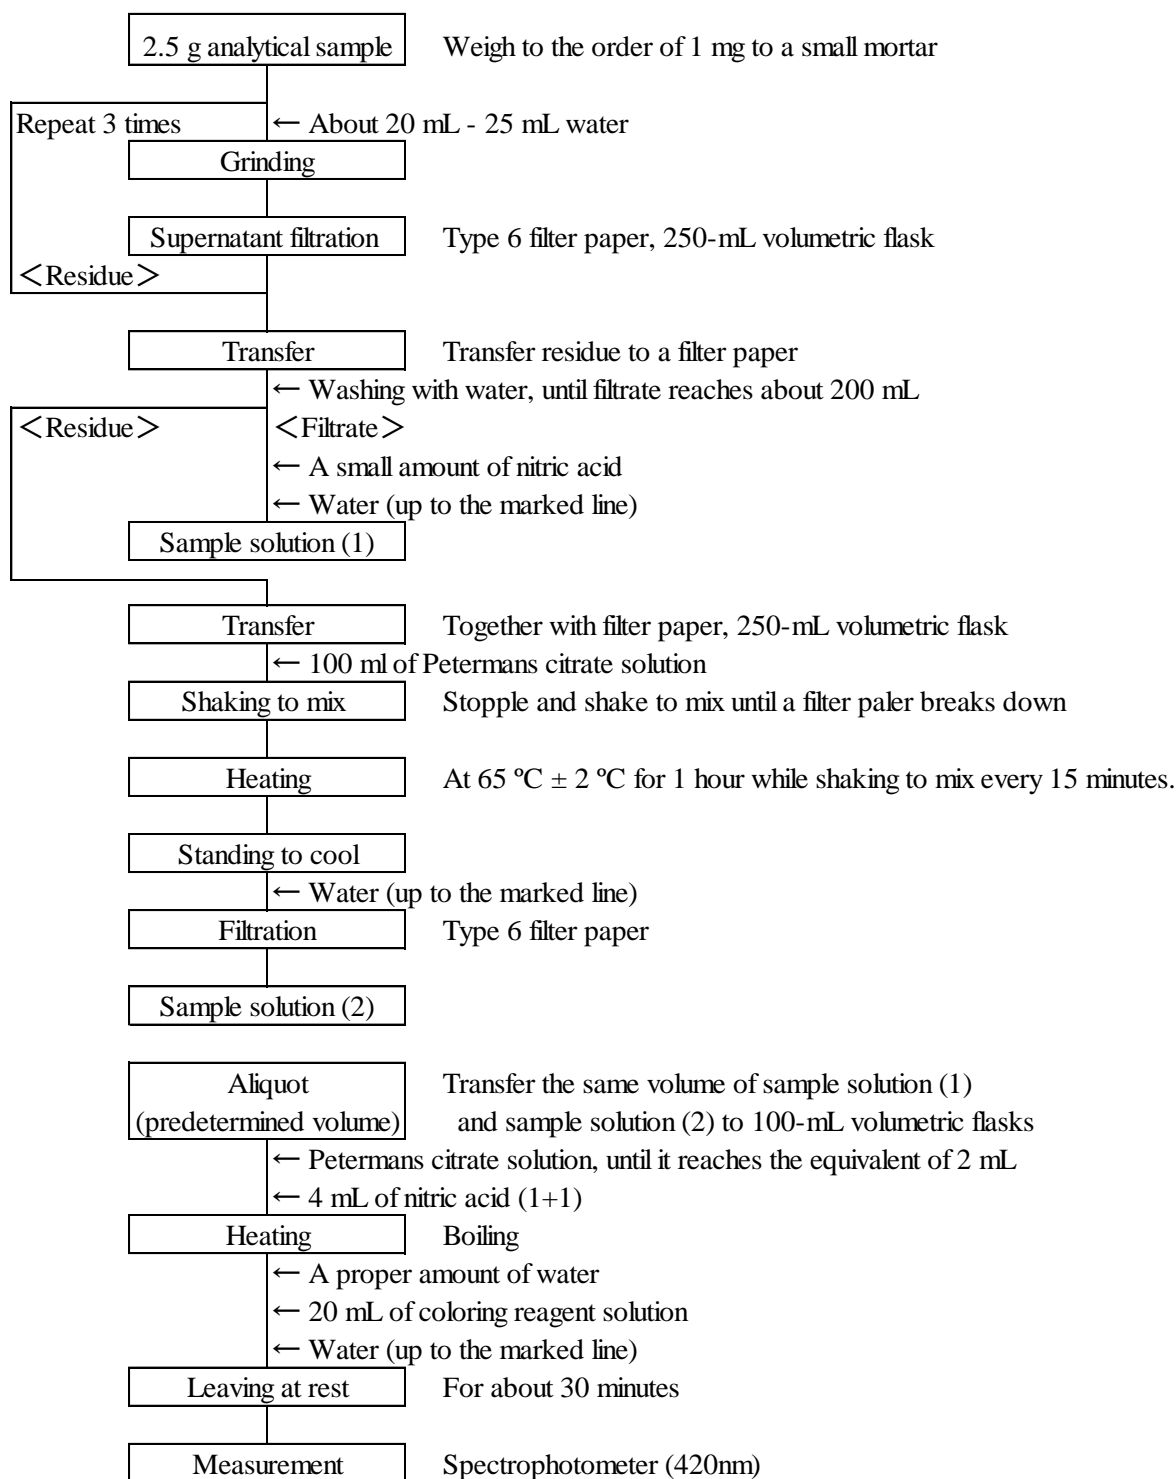 2.5 g analytical sample Weigh to the order of 1 mg to a small mortar
Repeat 3 times ← About 20 mL - 25 mL water
Grinding
Supernatant filtration Type 6 filter paper, 250-mL volumetric flask
＜Residue＞
Transfer Transfer residue to a filter paper
← Washing with water, until filtrate reaches about 200 mL
＜Residue＞ ＜Filtrate＞
← A small amount of nitric acid
← Water (up to the marked line)
Sample solution (1)
Transfer Together with filter paper, 250-mL volumetric flask
← 100 ml of Petermans citrate solution
Shaking to mix Stopple and shake to mix until a filter paler breaks down
Heating At 65 ºC ± 2 ºC for 1 hour while shaking to mix every 15 minutes.
Standing to cool
← Water (up to the marked line)
Filtration Type 6 filter paper
Sample solution (2)
Aliquot Transfer the same volume of sample solution (1)
(predetermined volume) and sample solution (2) to 100-mL volumetric flasks
← Petermans citrate solution, until it reaches the equivalent of 2 mL
← 4 mL of nitric acid (1+1)
Heating Boiling
← A proper amount of water
← 20 mL of coloring reagent solution
← Water (up to the marked line)
Leaving at rest For about 30 minutes
Measurement Spectrophotometer (420nm)